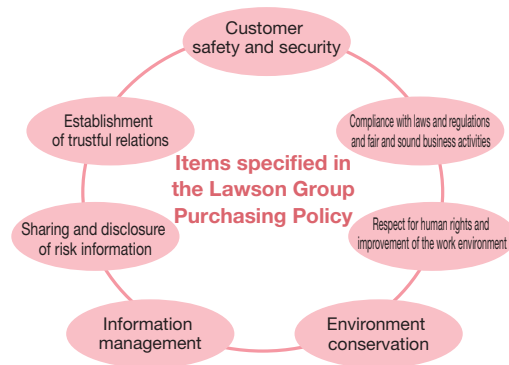 Customer
safety and security
Compliance with laws and regulations
and fair and sound business activities
Respect for human rights and
improvement of the work environment
Environment
conservation
Information
management
Sharing and disclosure
of risk information
Establishment
of trustful relations
Items specified in
the Lawson Group
Purchasing Policy